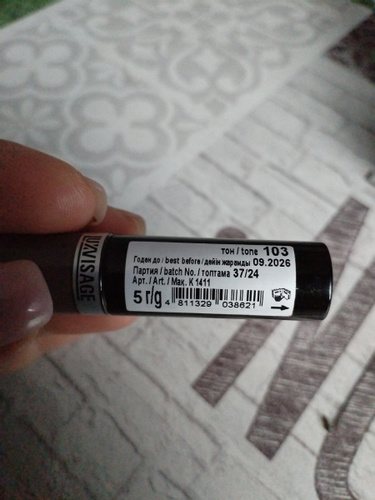 LUXVISAGE
тон / tone 103
Годен до / best before / дейін жарамды 09.2026
Партия / batch No. / топтама 37/24
Арт. / Art. / Мак. K 1411
5 г/g
4 811329 038621